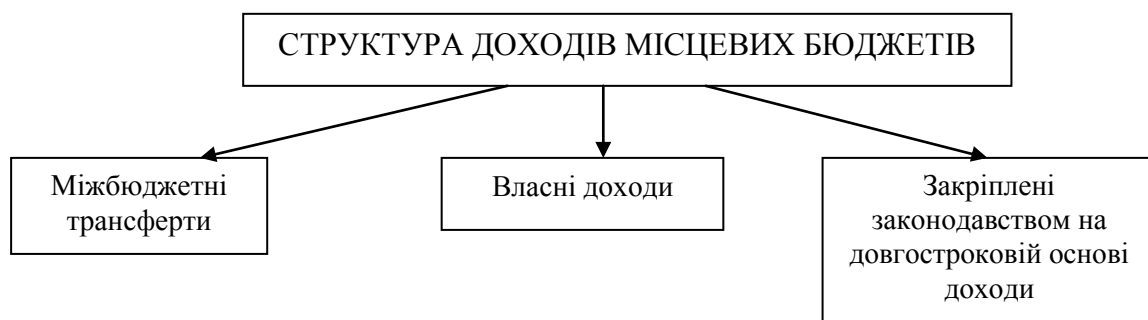 СТРУКТУРА ДОХОДІВ МІСЦЕВИХ БЮДЖЕТІВ
Міжбюджетні
трансферти
Власні доходи
Закріплені
законодавством на
довгостроковій основі
доходи